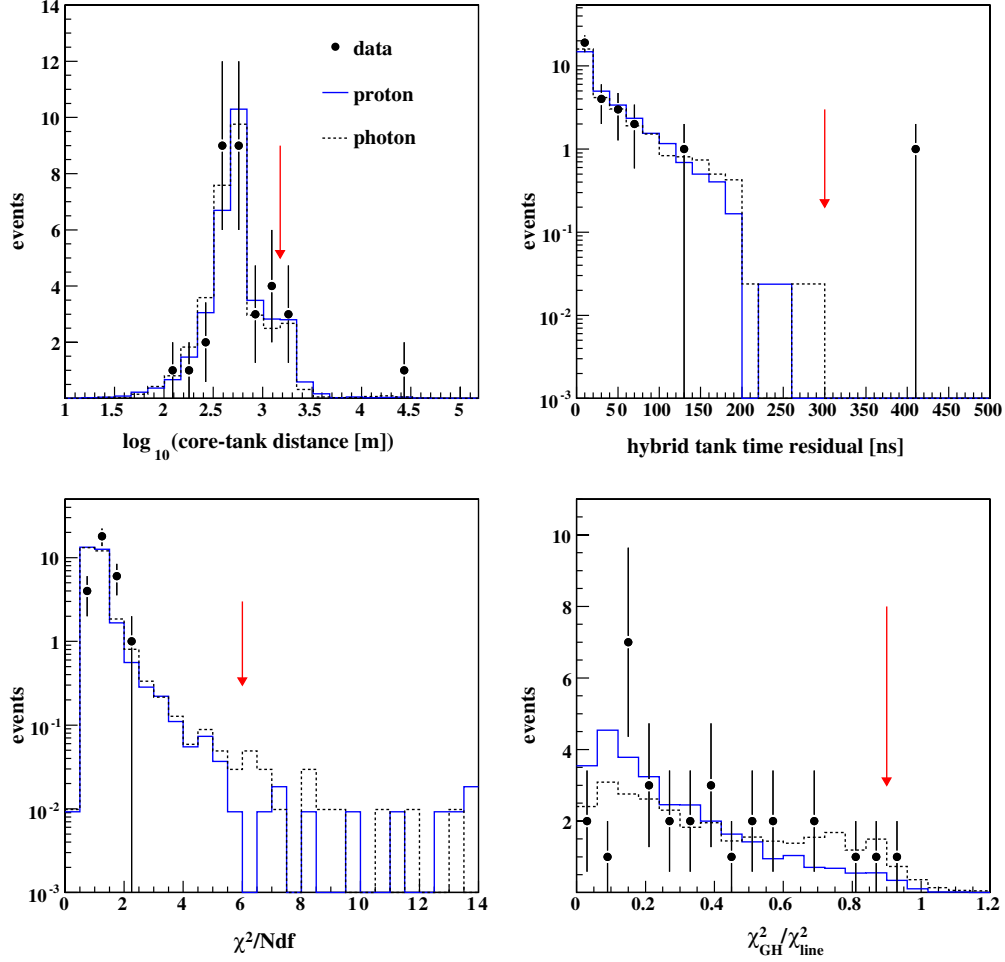 events
14
12
10
8
6
4
2
data
proton
photon
1 1.5 2 2.5 3 3.5 4 4.5 5
log₁₀(core-tank distance [m])
events
10
1
10⁻¹
10⁻²
10⁻³
0 50 100 150 200 250 300 350 400 450 500
hybrid tank time residual [ns]
events
10
1
10⁻¹
10⁻²
10⁻³
0 2 4 6 8 10 12 14
χ²/Ndf
events
10
8
6
4
2
0
0 0.2 0.4 0.6 0.8 1 1.2
χ²GH/χ²line